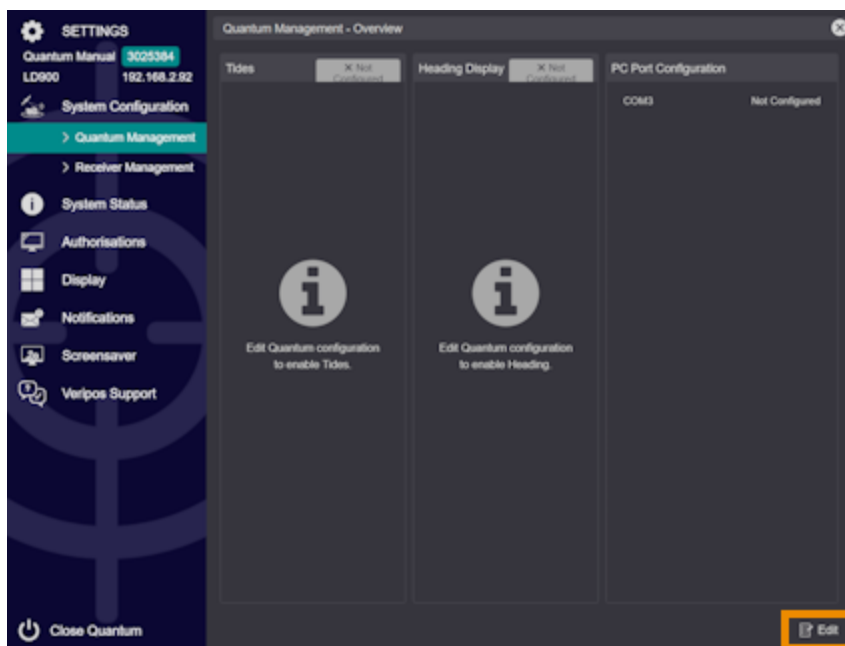 SETTINGS
Quantum Manual 3025384
LD900 192.168.2.92
System Configuration
> Quantum Management
> Receiver Management
System Status
Authorisations
Display
Notifications
Screensaver
Veripos Support
Close Quantum
Quantum Management - Overview
Tides
× Not
Configured
Edit Quantum configuration
to enable Tides.
Heading Display
× Not
Configured
Edit Quantum configuration
to enable Heading.
PC Port Configuration
COM3 Not Configured
Edit